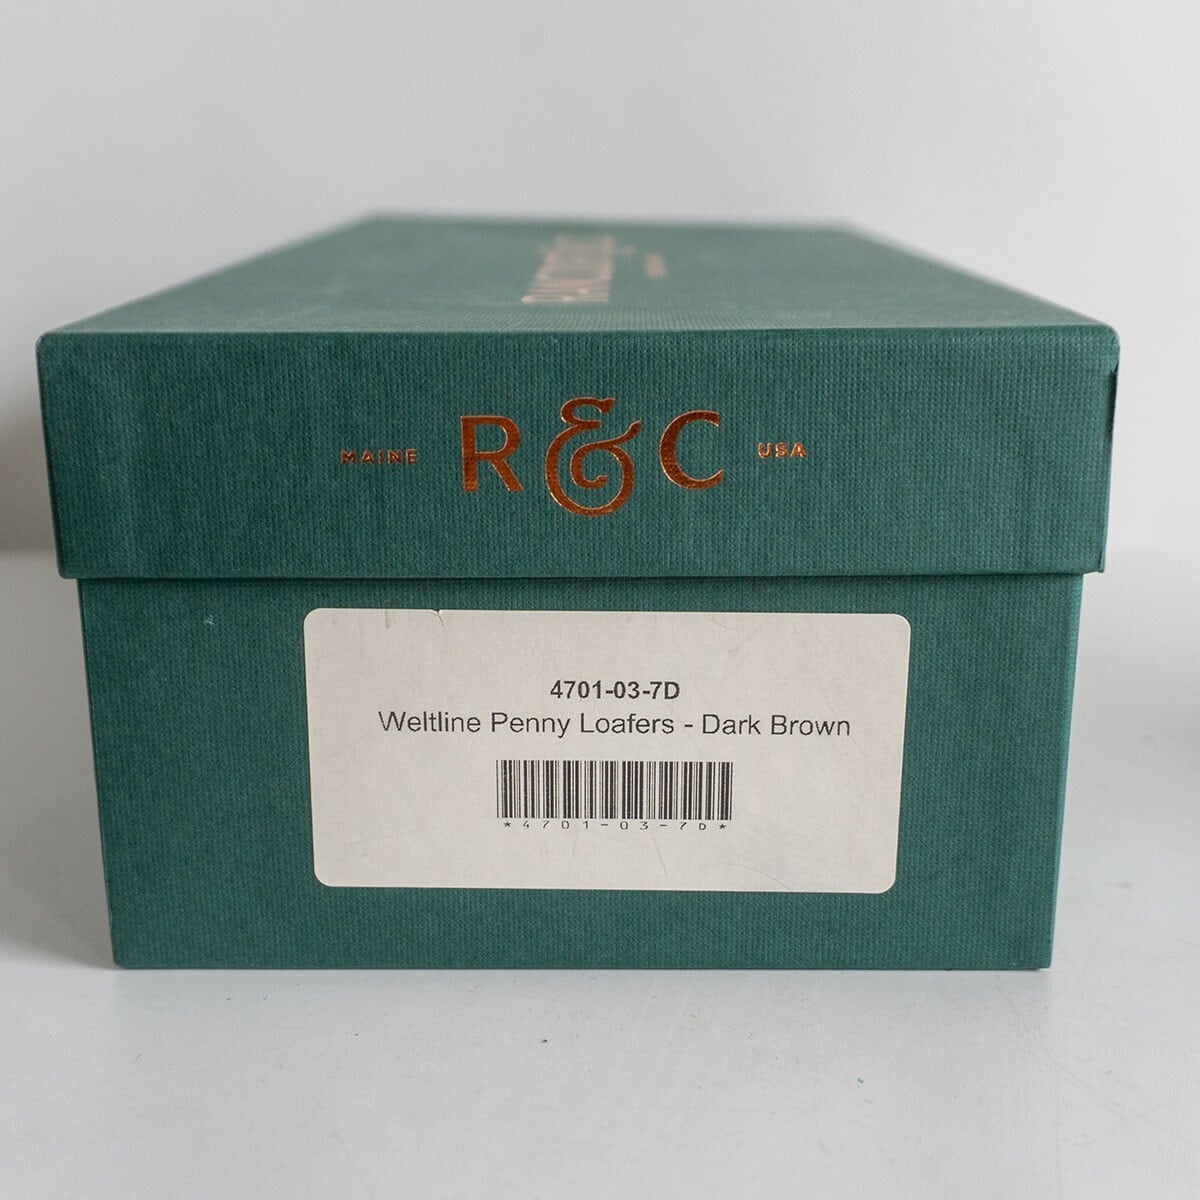 MAINE R & C USA
4701-03-7D
Weltline Penny Loafers - Dark Brown
*4701-03-7D*